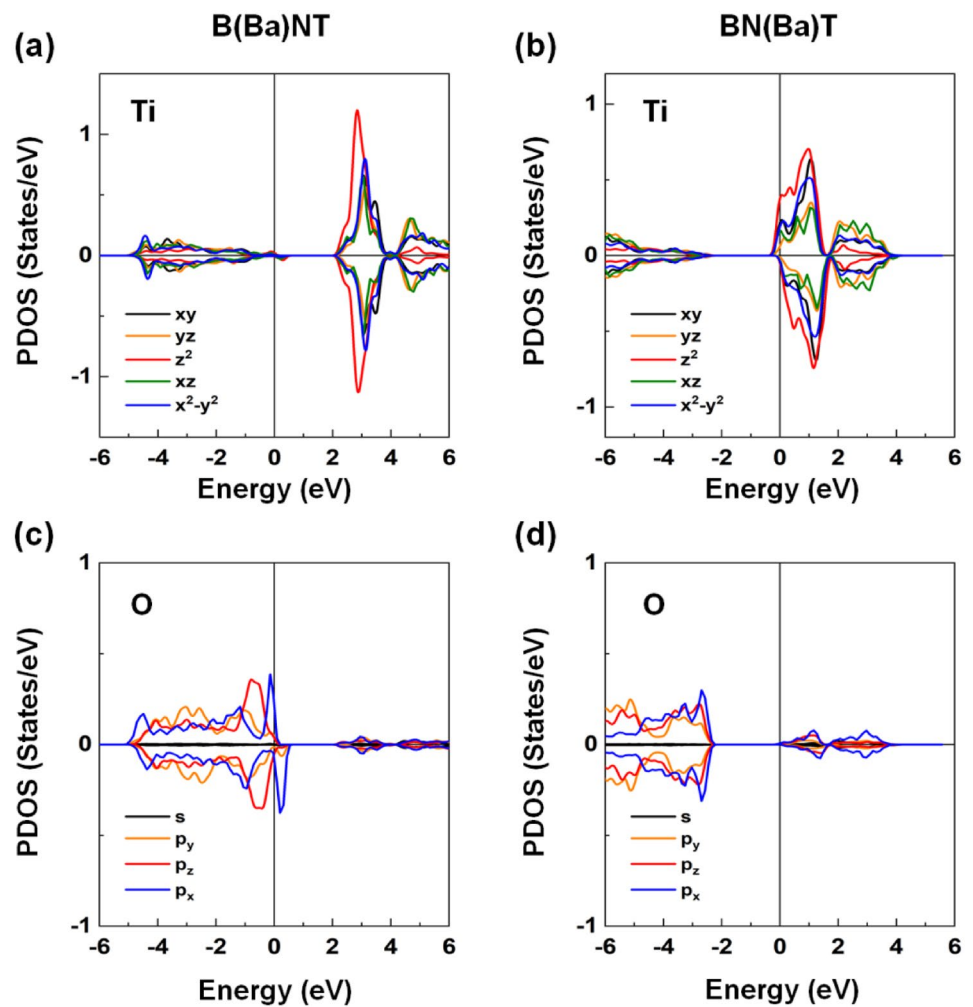 B(Ba)NT
BN(Ba)T
(a)
PDOS (States/eV)
1
0
-1
Ti
xy
yz
z²
xz
x²-y²
-6 -4 -2 0 2 4 6
Energy (eV)
(b)
PDOS (States/eV)
1
0
-1
Ti
xy
yz
z²
xz
x²-y²
-6 -4 -2 0 2 4 6
Energy (eV)
(c)
PDOS (States/eV)
1
0
-1
O
s
pᵧ
p_z
pₓ
-6 -4 -2 0 2 4 6
Energy (eV)
(d)
PDOS (States/eV)
1
0
-1
O
s
pᵧ
p_z
pₓ
-6 -4 -2 0 2 4 6
Energy (eV)